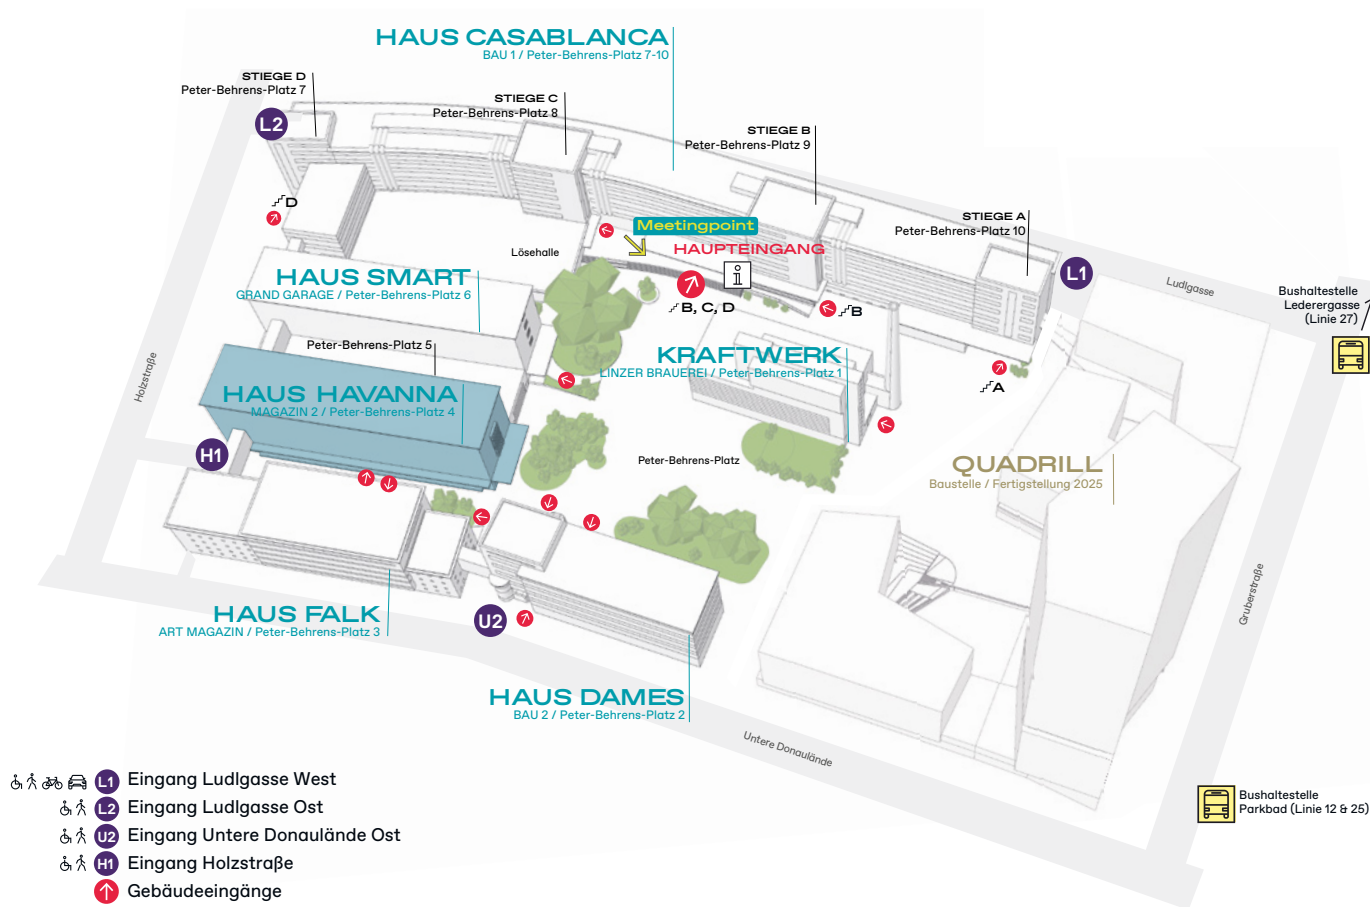 HAUS CASABLANCA
BAU 1 / Peter-Behrens-Platz 7-10
STIEGE D
Peter-Behrens-Platz 7
STIEGE C
Peter-Behrens-Platz 8
STIEGE B
Peter-Behrens-Platz 9
STIEGE A
Peter-Behrens-Platz 10
L2
D
Meetingpoint
HAUPTEINGANG
i
B, C, D
B
A
L1
Ludlgasse
Bushaltestelle
Lederergasse
(Linie 27)
Lösehalle
HAUS SMART
GRAND GARAGE / Peter-Behrens-Platz 6
Peter-Behrens-Platz 5
Holzstraße
HAUS HAVANNA
MAGAZIN 2 / Peter-Behrens-Platz 4
KRAFTWERK
LINZER BRAUEREI / Peter-Behrens-Platz 1
H1
Peter-Behrens-Platz
QUADRILL
Baustelle / Fertigstellung 2025
Gruberstraße
HAUS FALK
ART MAGAZIN / Peter-Behrens-Platz 3
U2
HAUS DAMES
BAU 2 / Peter-Behrens-Platz 2
Untere Donaulände
Bushaltestelle
Parkbad (Linie 12 & 25)
L1 Eingang Ludlgasse West
L2 Eingang Ludlgasse Ost
U2 Eingang Untere Donaulände Ost
H1 Eingang Holzstraße
Gebäudeeingänge